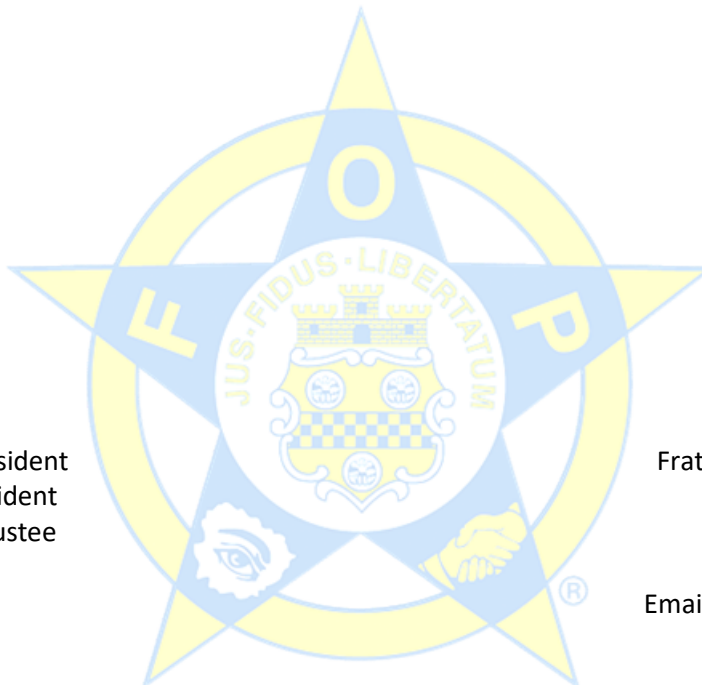 F O P
JUS·FIDUS·LIBERTATUM
sident
ident
ustee
Frat
Emai
®